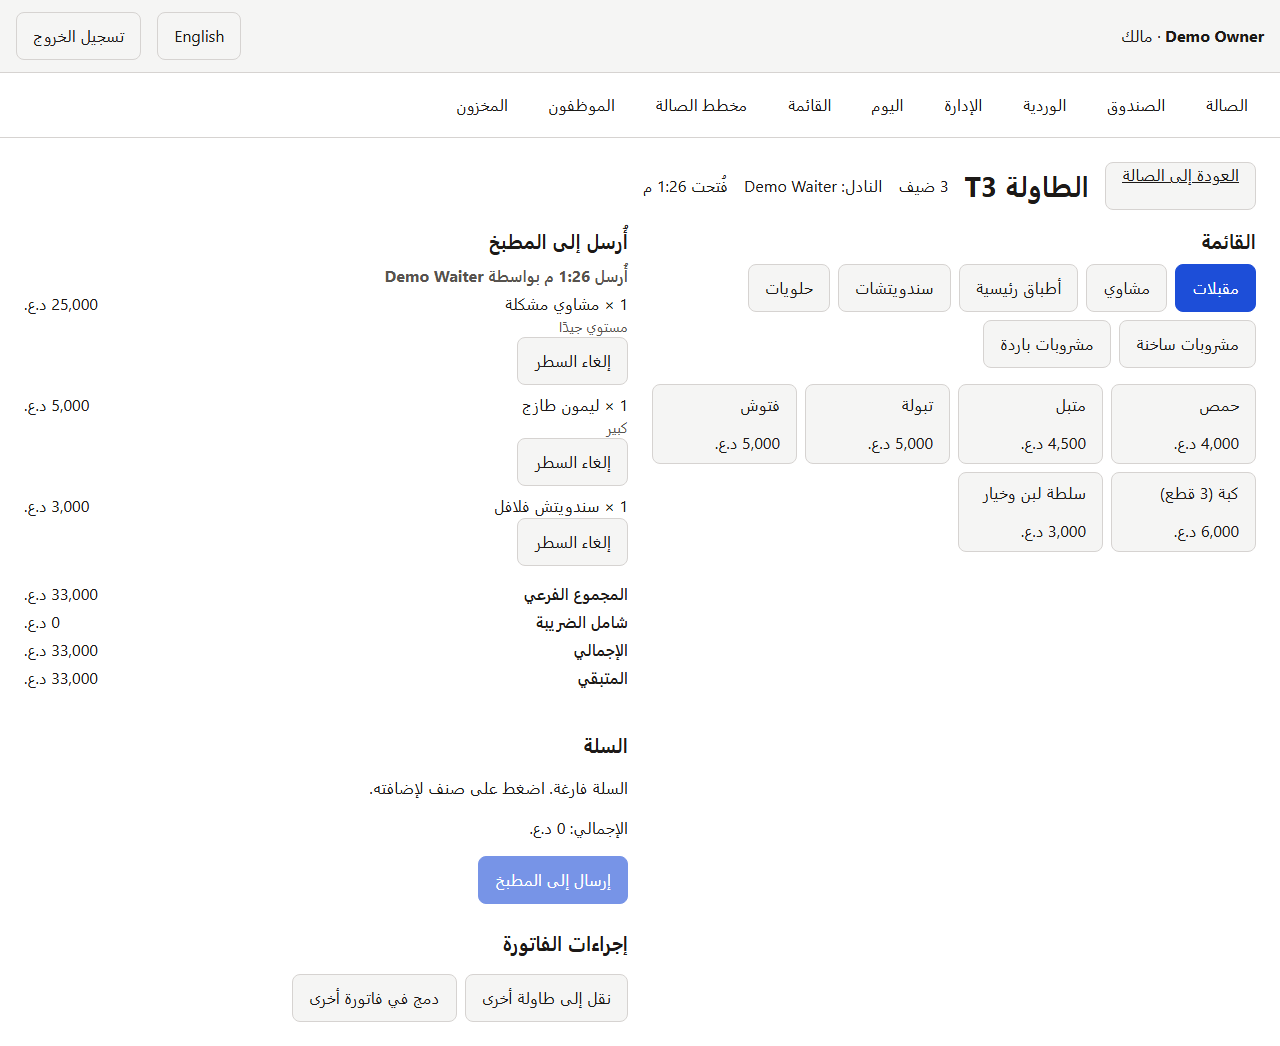 Demo Owner · مالك
English
تسجيل الخروج
الصالة
الصندوق
الوردية
الإدارة
اليوم
القائمة
مخطط الصالة
الموظفون
المخزون
العودة إلى الصالة
الطاولة T3
3 ضيف
النادل: Demo Waiter
فُتحت 1:26 م
القائمة
مقبلات
مشاوي
أطباق رئيسية
سندويتشات
حلويات
مشروبات ساخنة
مشروبات باردة
حمص
4,000 د.ع.
متبل
4,500 د.ع.
تبولة
5,000 د.ع.
فتوش
5,000 د.ع.
كبة (3 قطع)
6,000 د.ع.
سلطة لبن وخيار
3,000 د.ع.
أُرسل إلى المطبخ
أُرسل 1:26 م بواسطة Demo Waiter
1 × مشاوي مشكلة 25,000 د.ع.
مستوي جيدًا
إلغاء السطر
1 × ليمون طازج 5,000 د.ع.
كبير
إلغاء السطر
1 × سندويتش فلافل 3,000 د.ع.
إلغاء السطر
المجموع الفرعي 33,000 د.ع.
شامل الضريبة 0 د.ع.
الإجمالي 33,000 د.ع.
المتبقي 33,000 د.ع.
السلة
السلة فارغة. اضغط على صنف لإضافته.
الإجمالي: 0 د.ع.
إرسال إلى المطبخ
إجراءات الفاتورة
نقل إلى طاولة أخرى
دمج في فاتورة أخرى